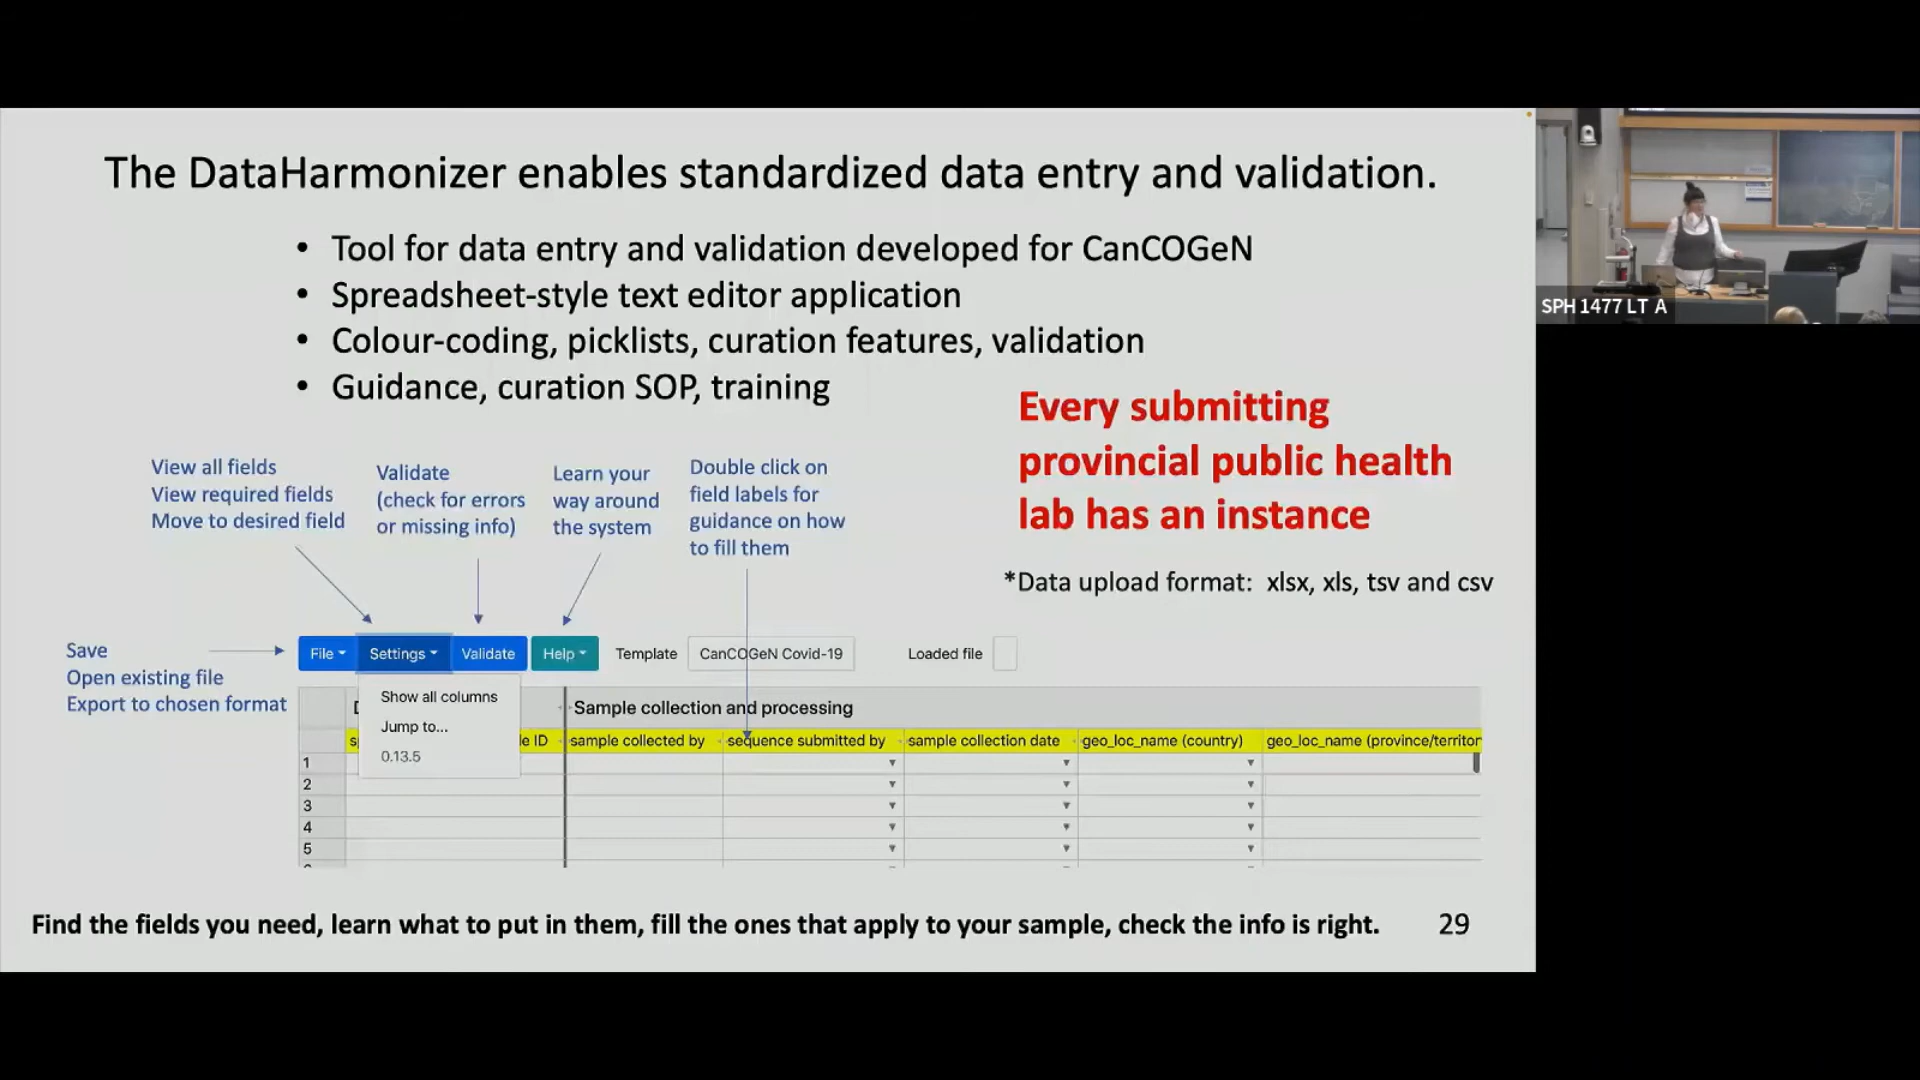 The DataHarmonizer enables standardized data entry and validation.
• Tool for data entry and validation developed for CanCOGeN
• Spreadsheet-style text editor application
• Colour-coding, picklists, curation features, validation
• Guidance, curation SOP, training
Every submitting
provincial public health
lab has an instance
*Data upload format: xlsx, xls, tsv and csv
View all fields
View required fields
Move to desired field
Validate
(check for errors
or missing info)
Learn your
way around
the system
Double click on
field labels for
guidance on how
to fill them
Save
Open existing file
Export to chosen format
File Settings Validate Help Template CanCOGeN Covid-19 Loaded file
Show all columns
Jump to...
0.13.5
Sample collection and processing
le ID sample collected by sequence submitted by sample collection date geo_loc_name (country) geo_loc_name (province/territor
1
2
3
4
5
Find the fields you need, learn what to put in them, fill the ones that apply to your sample, check the info is right. 29
SPH 1477 LT A